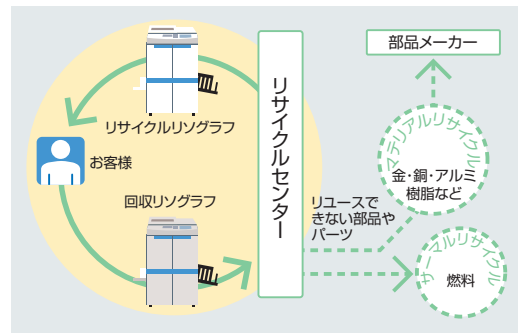 リサイクルリソグラフ
お客様
回収リソグラフ
リサイクルセンター
リユースで
きない部品や
パーツ
部品メーカー
マテリアルリサイクル
金・銅・アルミ
樹脂など
サーマルリサイクル
燃料